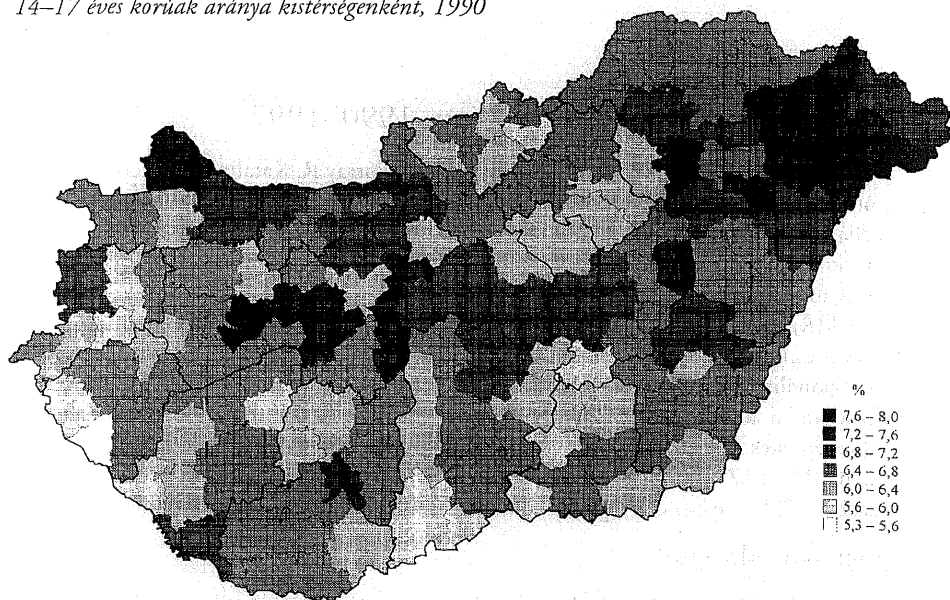 14–17 éves korúak aránya kistérségenként, 1990
%
7,6 – 8,0
7,2 – 7,6
6,8 – 7,2
6,4 – 6,8
6,0 – 6,4
5,6 – 6,0
5,3 – 5,6